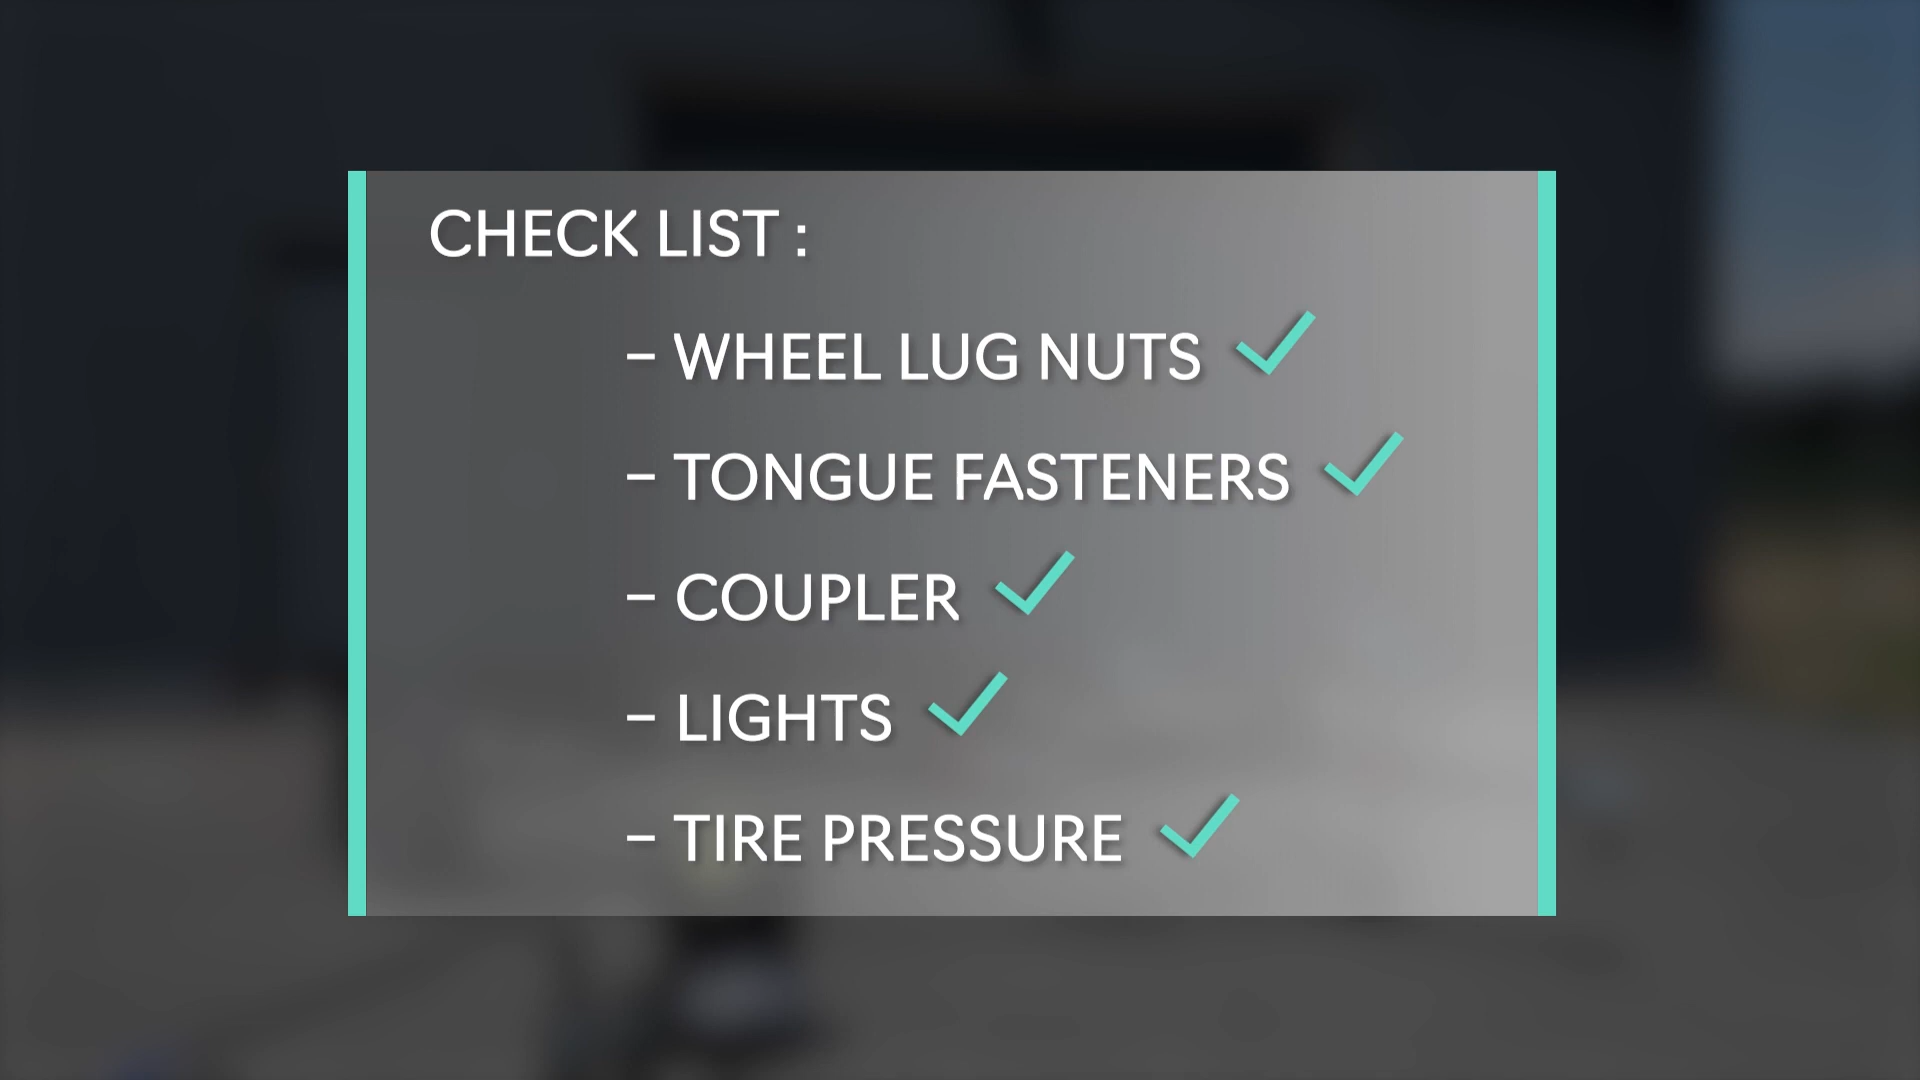 CHECK LIST :
– WHEEL LUG NUTS ✓
– TONGUE FASTENERS ✓
– COUPLER ✓
– LIGHTS ✓
– TIRE PRESSURE ✓